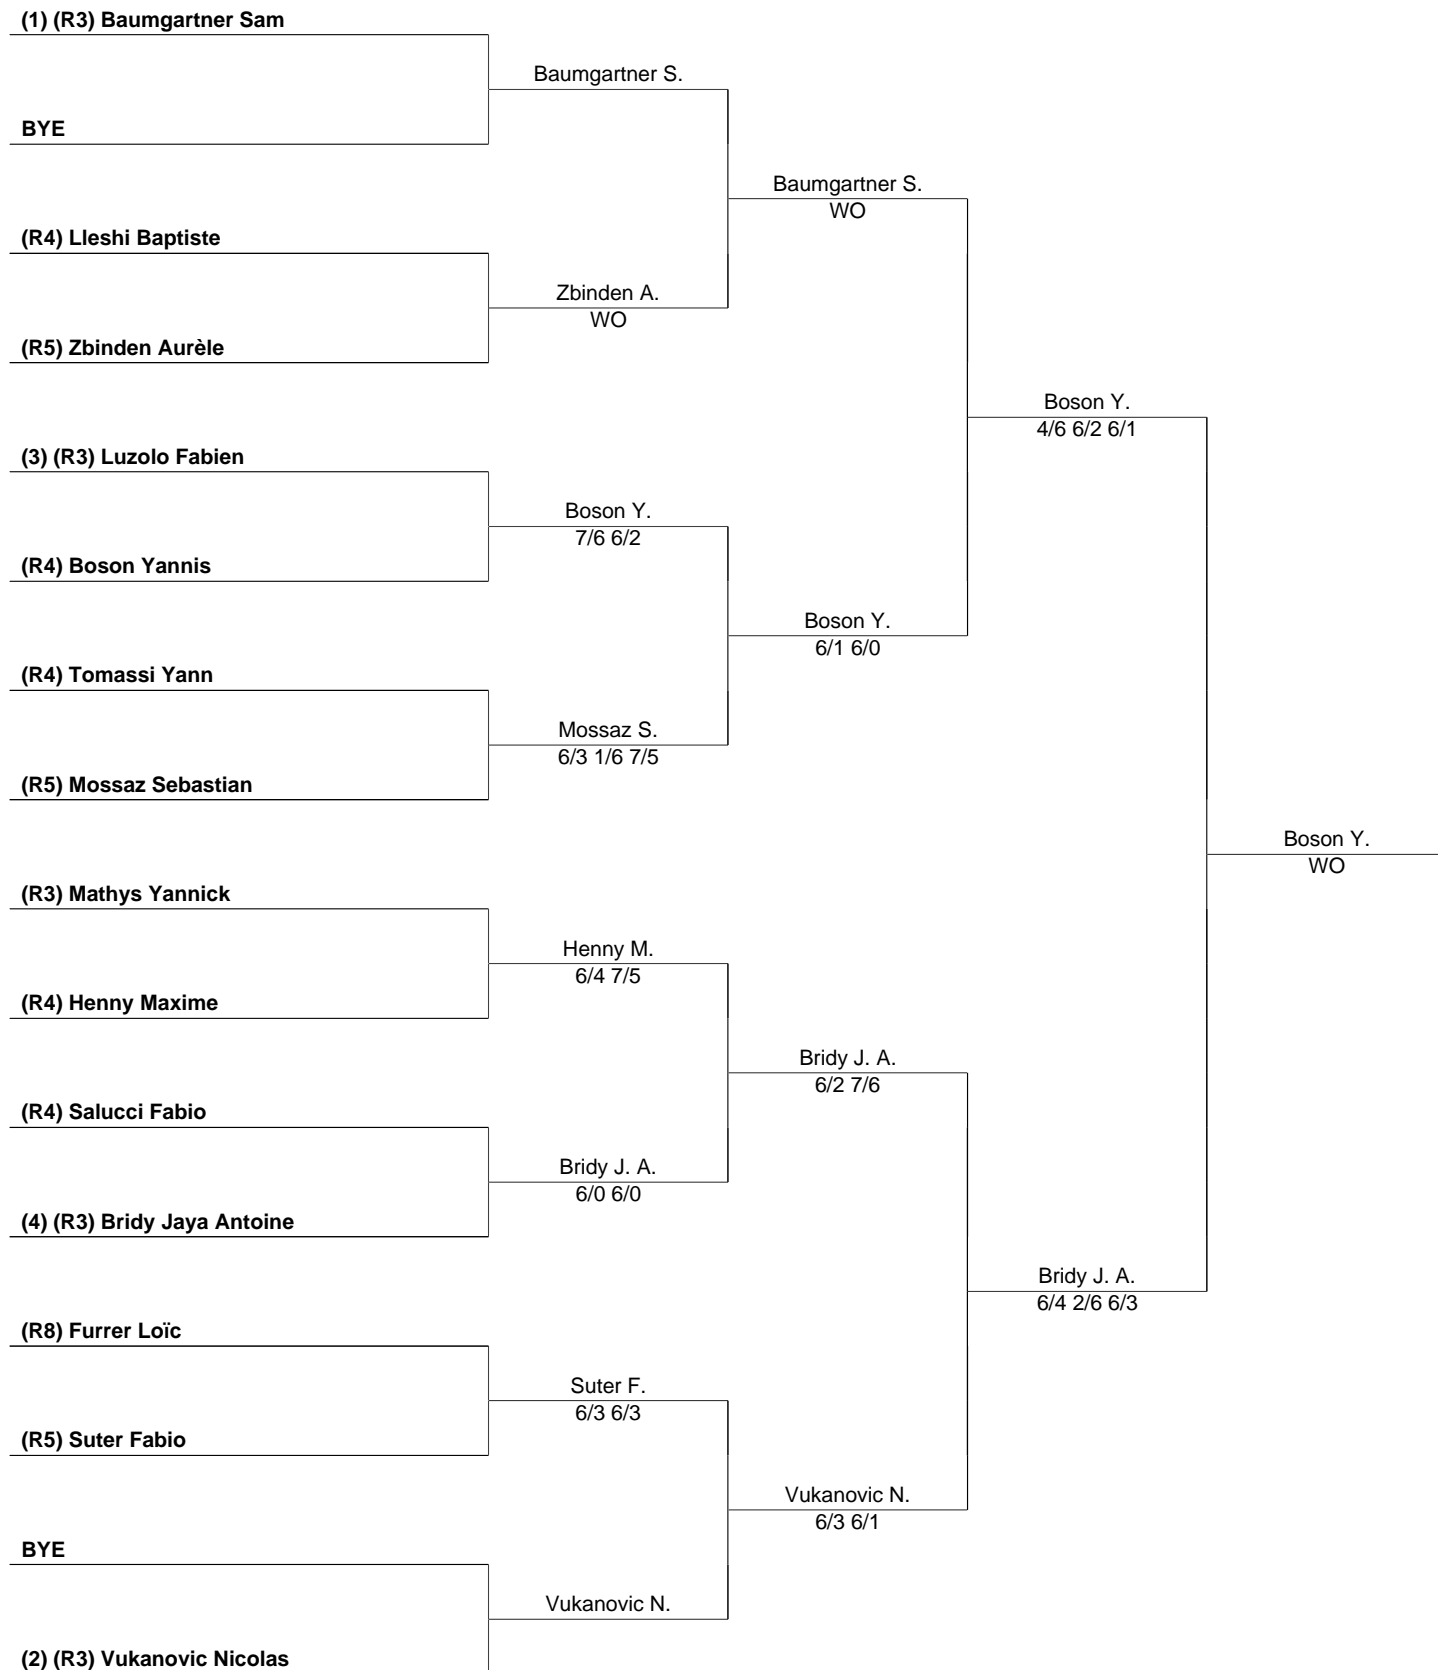 (1) (R3) Baumgartner Sam
Baumgartner S.
BYE
Baumgartner S.
WO
(R4) Lleshi Baptiste
Zbinden A.
WO
(R5) Zbinden Aurèle
Boson Y.
4/6 6/2 6/1
(3) (R3) Luzolo Fabien
Boson Y.
7/6 6/2
(R4) Boson Yannis
Boson Y.
6/1 6/0
(R4) Tomassi Yann
Mossaz S.
6/3 1/6 7/5
(R5) Mossaz Sebastian
Boson Y.
WO
(R3) Mathys Yannick
Henny M.
6/4 7/5
(R4) Henny Maxime
Bridy J. A.
6/2 7/6
(R4) Salucci Fabio
Bridy J. A.
6/0 6/0
(4) (R3) Bridy Jaya Antoine
Bridy J. A.
6/4 2/6 6/3
(R8) Furrer Loïc
Suter F.
6/3 6/3
(R5) Suter Fabio
Vukanovic N.
6/3 6/1
BYE
Vukanovic N.
(2) (R3) Vukanovic Nicolas